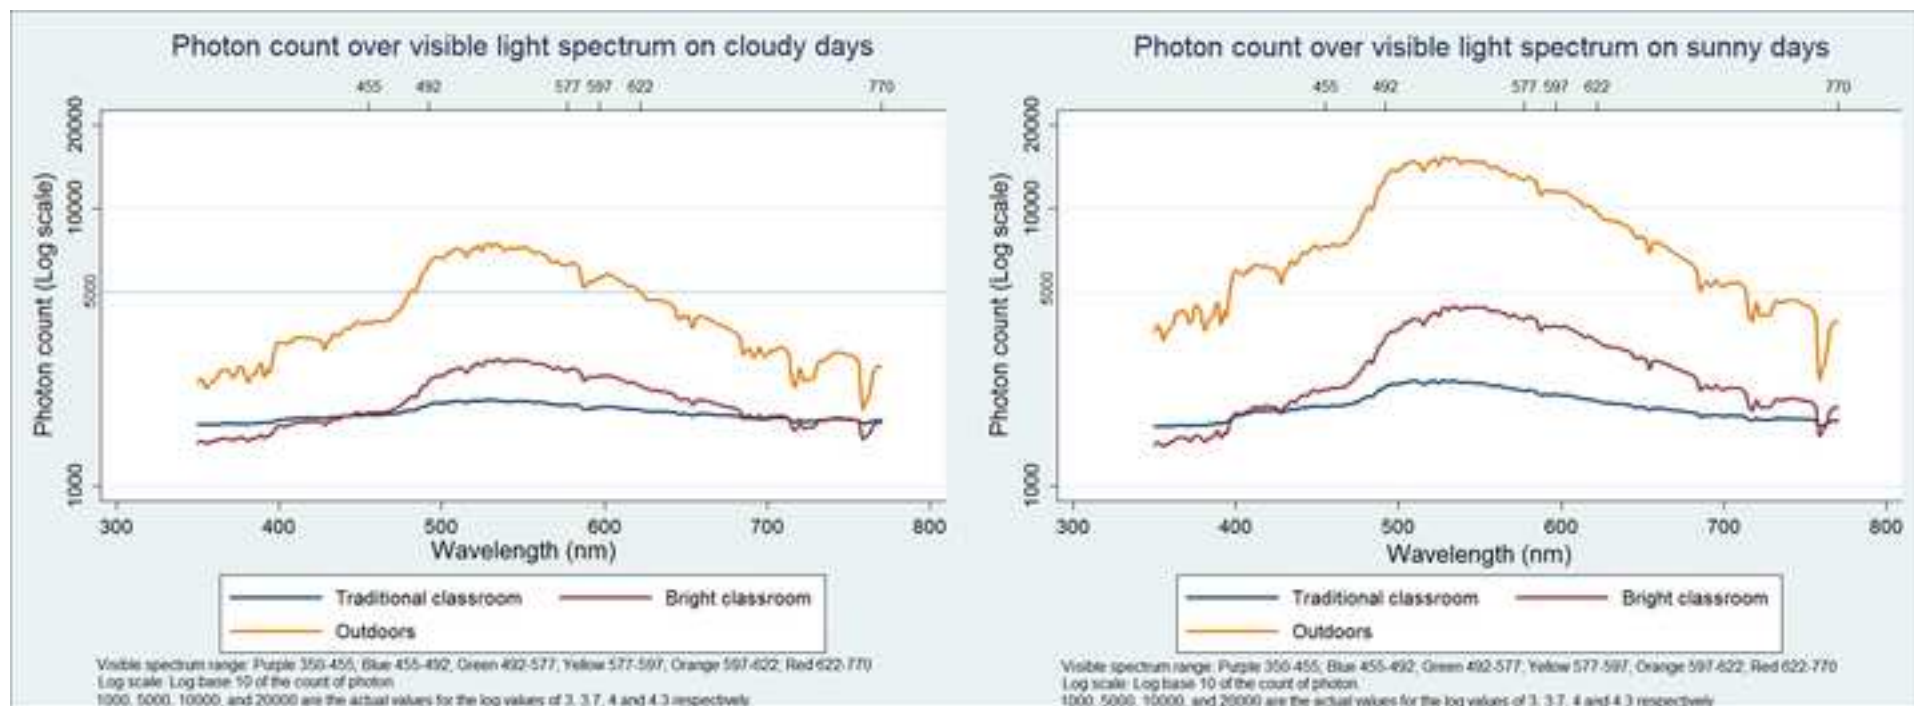 Photon count over visible light spectrum on cloudy days
455 492 577 597 622 770
20000
10000
5000
1000
Photon count (Log scale)
300 400 500 600 700 800
Wavelength (nm)
Traditional classroom Bright classroom
Outdoors
Visible spectrum range: Purple 350-455, Blue 455-492, Green 492-577, Yellow 577-597, Orange 597-622, Red 622-770
Log scale: Log base 10 of the count of photon
1000, 5000, 10000, and 20000 are the actual values for the log values of 3, 3.7, 4 and 4.3 respectively
Photon count over visible light spectrum on sunny days
455 492 577 597 622 770
20000
10000
5000
1000
Photon count (Log scale)
300 400 500 600 700 800
Wavelength (nm)
Traditional classroom Bright classroom
Outdoors
Visible spectrum range: Purple 350-455, Blue 455-492, Green 492-577, Yellow 577-597, Orange 597-622, Red 622-770
Log scale: Log base 10 of the count of photon.
1000, 5000, 10000, and 20000 are the actual values for the log values of 3, 3.7, 4 and 4.3 respectively